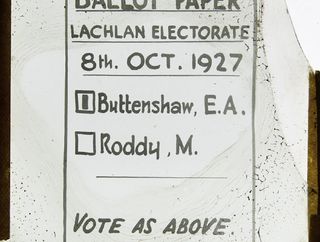 BALLOT PAPER
LACHLAN ELECTORATE
8th. OCT. 1927
1 Buttenshaw, E.A.
Roddy, M.
VOTE AS ABOVE.